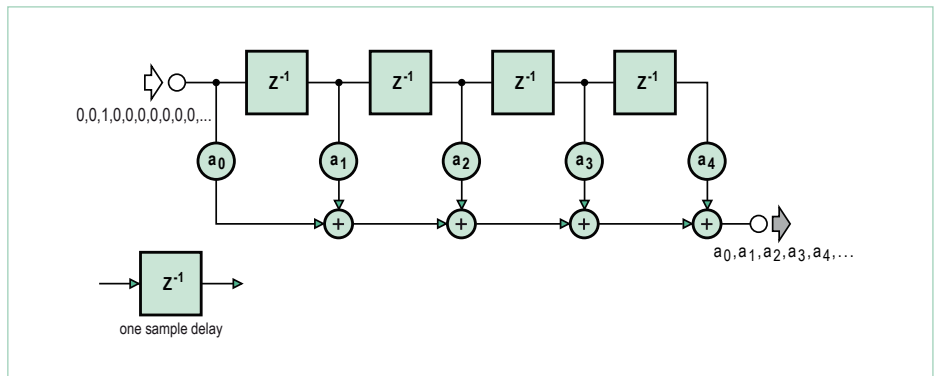 Z⁻¹ Z⁻¹ Z⁻¹ Z⁻¹
0,0,1,0,0,0,0,0,0,0,...
a₀ a₁ a₂ a₃ a₄
+ + + +
a₀,a₁,a₂,a₃,a₄,...
Z⁻¹
one sample delay